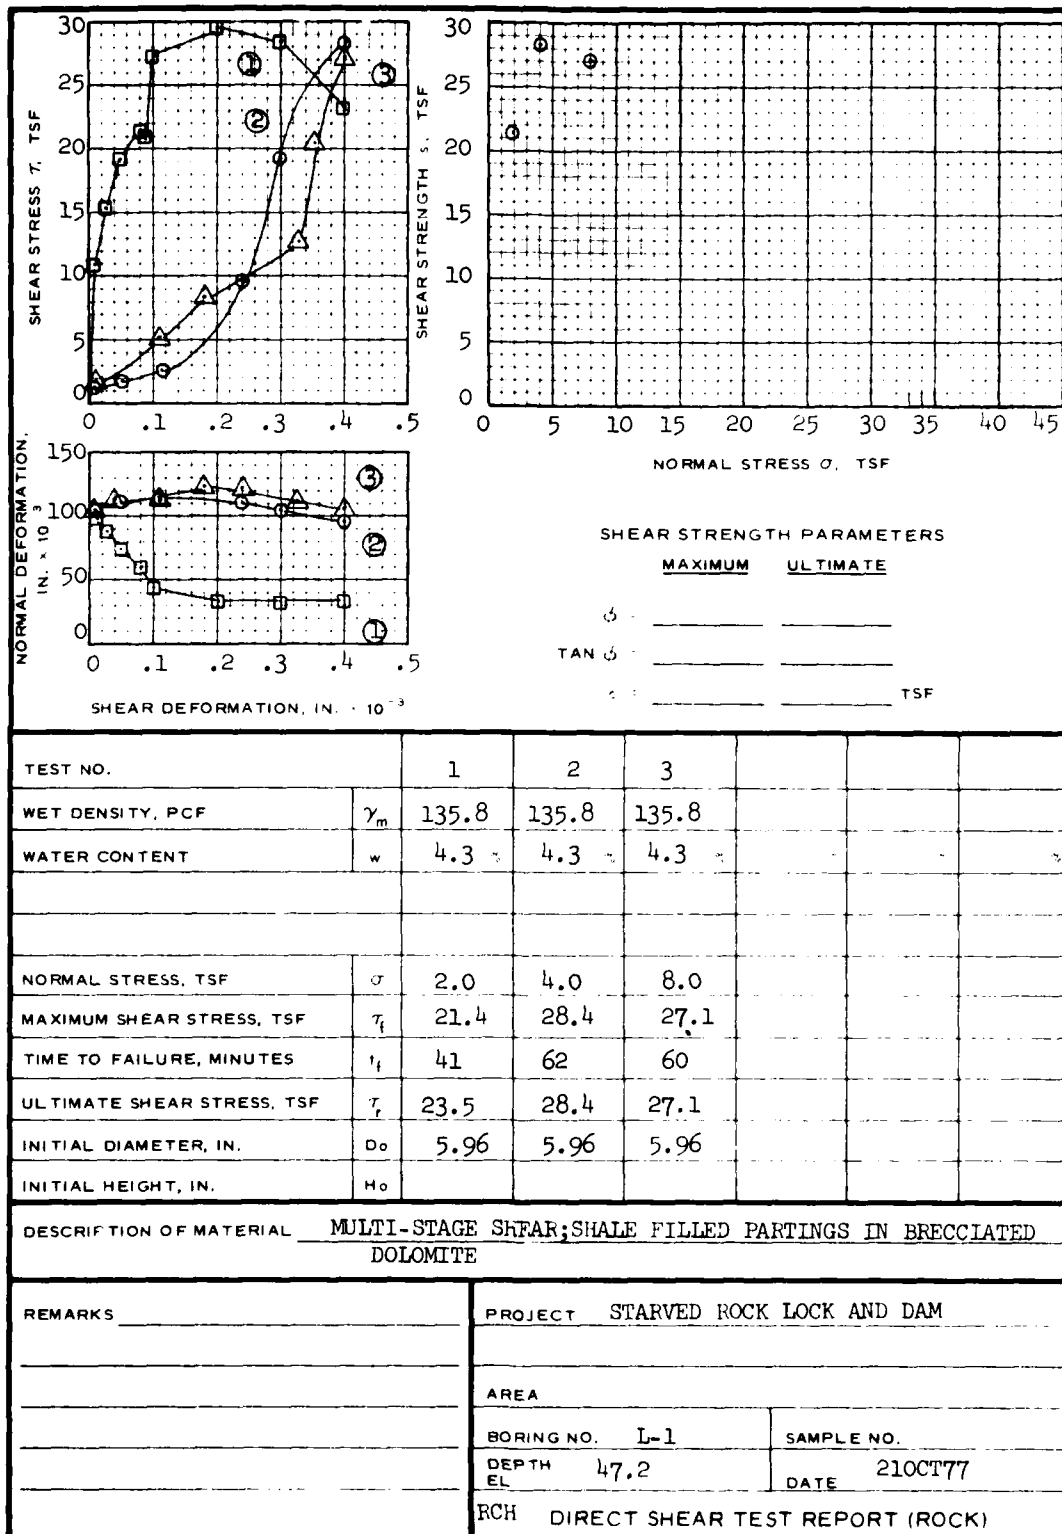 SHEAR STRESS τ, TSF
30
25
20
15
10
5
0
0 .1 .2 .3 .4 .5
① ② ③
SHEAR STRENGTH s, TSF
30
25
20
15
10
5
0
0 5 10 15 20 25 30 35 40 45
NORMAL STRESS σ, TSF
NORMAL DEFORMATION, IN. × 10⁻³
150
100
50
0
0 .1 .2 .3 .4 .5
③
②
①
SHEAR DEFORMATION, IN. · 10⁻³
SHEAR STRENGTH PARAMETERS
MAXIMUM ULTIMATE
ϕ
TAN ϕ
TSF
TEST NO. 1 2 3
WET DENSITY, PCF γm 135.8 135.8 135.8
WATER CONTENT w 4.3 % 4.3 % 4.3 % % % %
NORMAL STRESS, TSF σ 2.0 4.0 8.0
MAXIMUM SHEAR STRESS, TSF τf 21.4 28.4 27.1
TIME TO FAILURE, MINUTES tf 41 62 60
ULTIMATE SHEAR STRESS, TSF τr 23.5 28.4 27.1
INITIAL DIAMETER, IN. Do 5.96 5.96 5.96
INITIAL HEIGHT, IN. Ho
DESCRIPTION OF MATERIAL MULTI-STAGE SHEAR;SHALE FILLED PARTINGS IN BRECCIATED
DOLOMITE
REMARKS
PROJECT STARVED ROCK LOCK AND DAM
AREA
BORING NO. L-1 SAMPLE NO.
DEPTH EL 47.2 DATE 21OCT77
RCH DIRECT SHEAR TEST REPORT (ROCK)